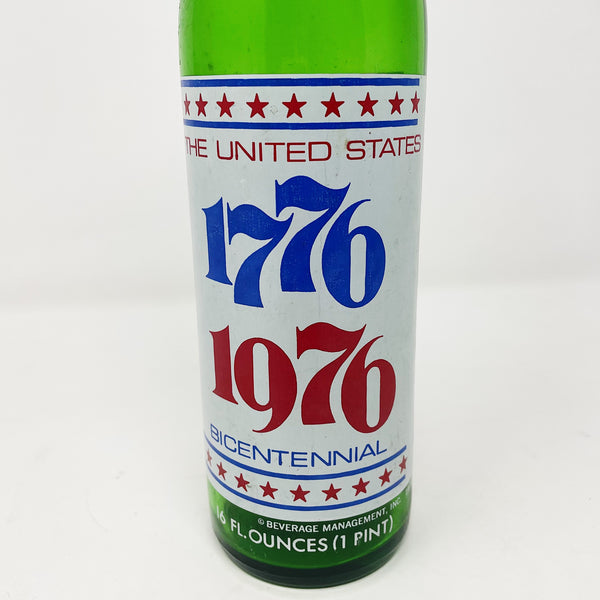 THE UNITED STATES
1776
1976
BICENTENNIAL
© BEVERAGE MANAGEMENT, INC.
16 FL. OUNCES (1 PINT)